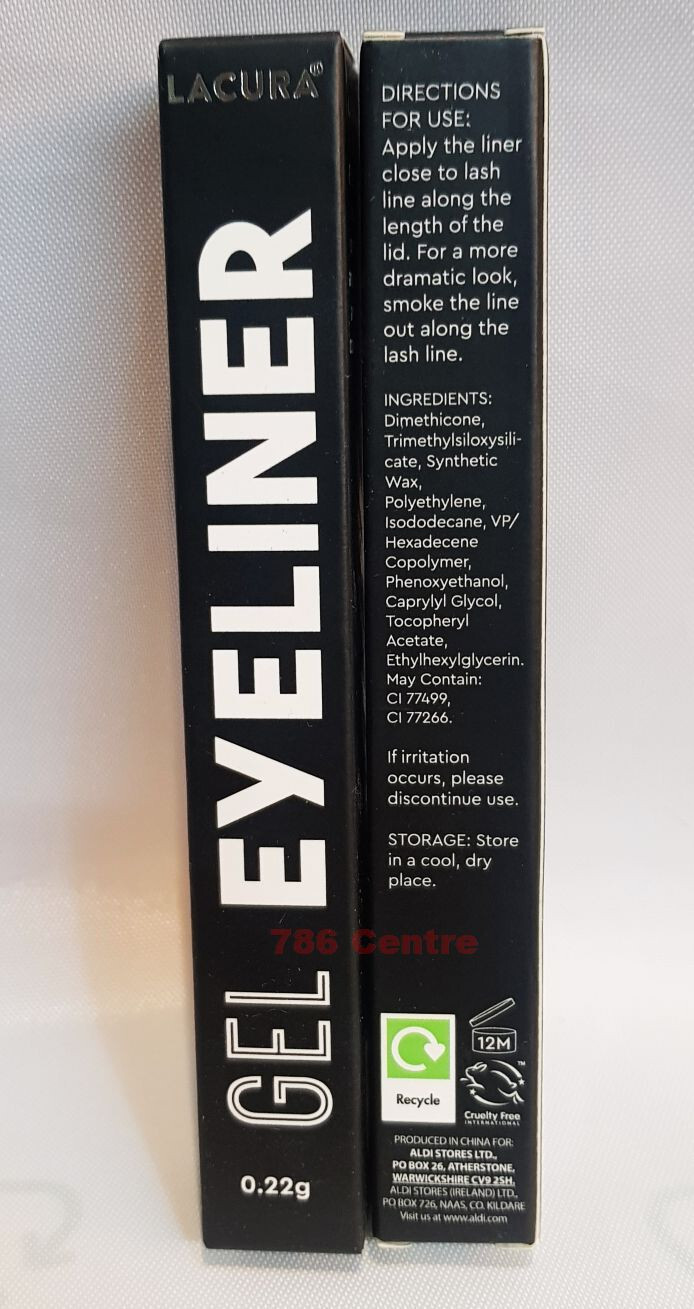 LACURA®
GEL EYELINER
0.22g
DIRECTIONS
FOR USE:
Apply the liner
close to lash
line along the
length of the
lid. For a more
dramatic look,
smoke the line
out along the
lash line.
INGREDIENTS:
Dimethicone,
Trimethylsiloxysili-
cate, Synthetic
Wax,
Polyethylene,
Isododecane, VP/
Hexadecene
Copolymer,
Phenoxyethanol,
Caprylyl Glycol,
Tocopheryl
Acetate,
Ethylhexylglycerin.
May Contain:
CI 77499,
CI 77266.
If irritation
occurs, please
discontinue use.
STORAGE: Store
in a cool, dry
place.
786 Centre
12M
Recycle
TM
Cruelty Free
INTERNATIONAL
PRODUCED IN CHINA FOR:
ALDI STORES LTD.,
PO BOX 26, ATHERSTONE,
WARWICKSHIRE CV9 2SH.
ALDI STORES (IRELAND) LTD.,
PO BOX 726, NAAS, CO. KILDARE
Visit us at www.aldi.com